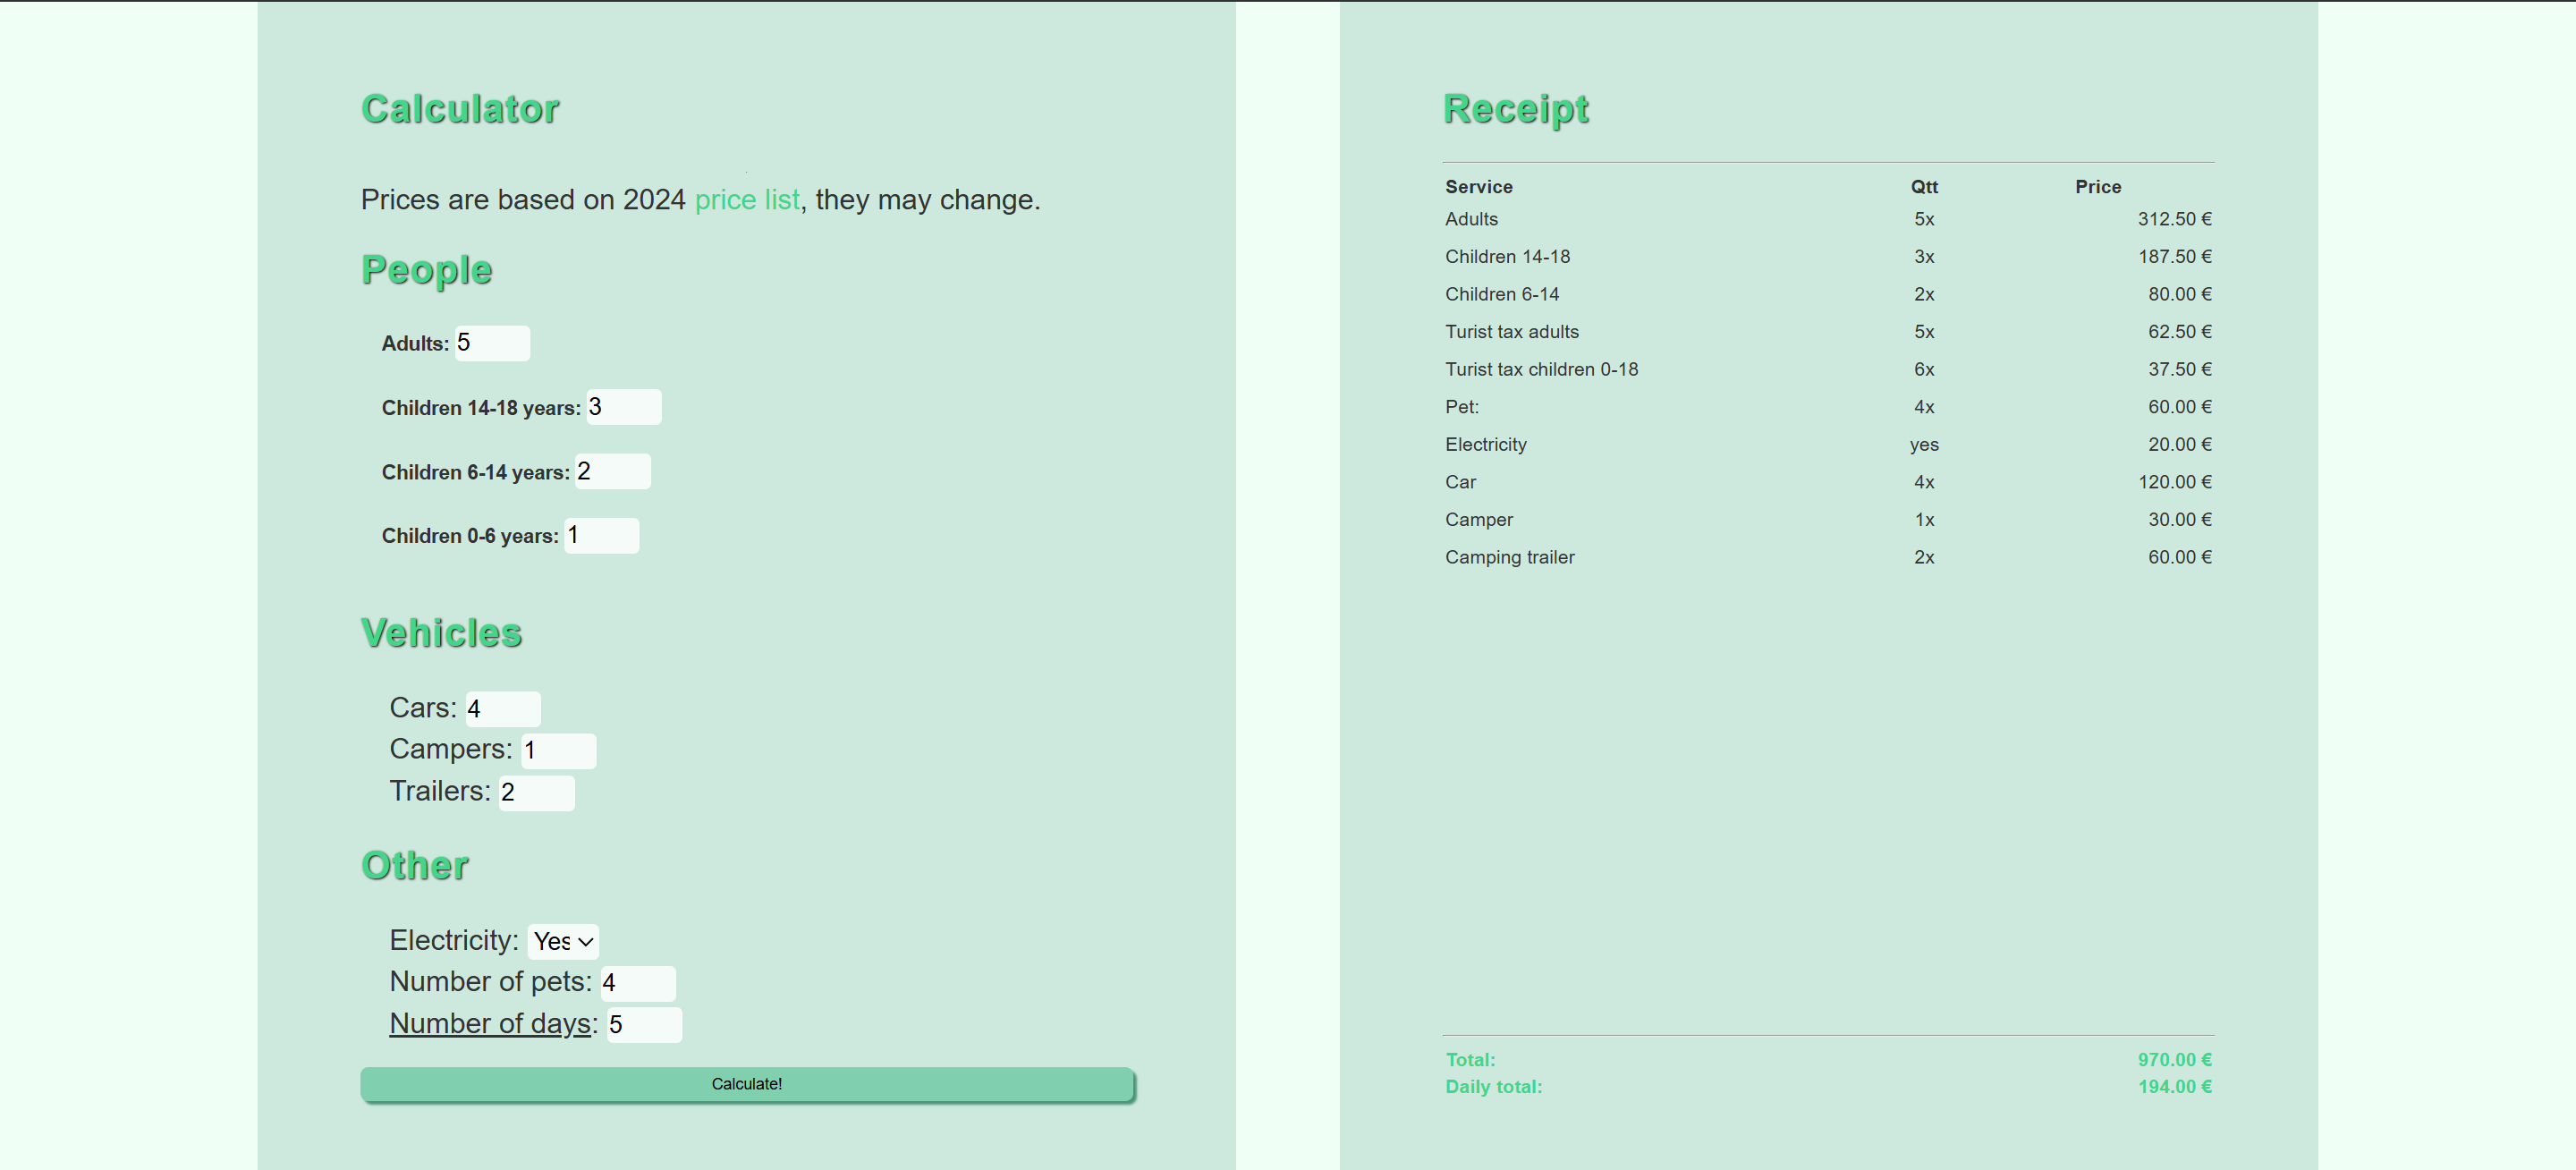 Calculator
Prices are based on 2024 price list, they may change.
People
Adults: 5
Children 14-18 years: 3
Children 6-14 years: 2
Children 0-6 years: 1
Vehicles
Cars: 4
Campers: 1
Trailers: 2
Other
Electricity: Yes
Number of pets: 4
Number of days: 5
Calculate!
Receipt
Service Qtt Price
Adults 5x 312.50 €
Children 14-18 3x 187.50 €
Children 6-14 2x 80.00 €
Turist tax adults 5x 62.50 €
Turist tax children 0-18 6x 37.50 €
Pet: 4x 60.00 €
Electricity yes 20.00 €
Car 4x 120.00 €
Camper 1x 30.00 €
Camping trailer 2x 60.00 €
Total: 970.00 €
Daily total: 194.00 €